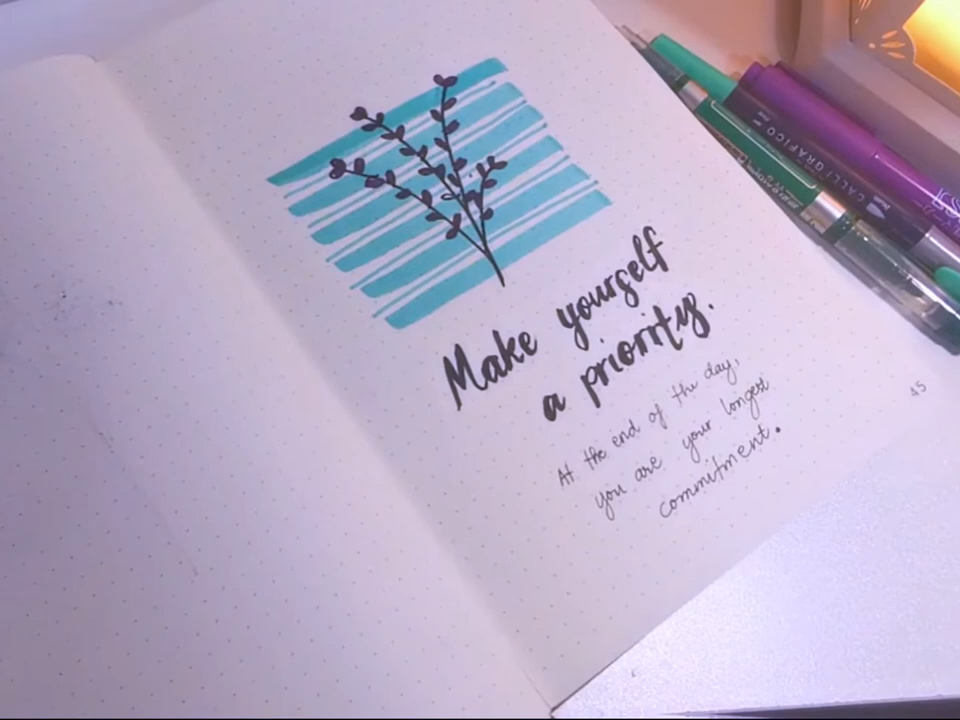 Make yourself
a priority.
At the end of the day,
you are your longest
commitment.
45
CALLIGRAFICO